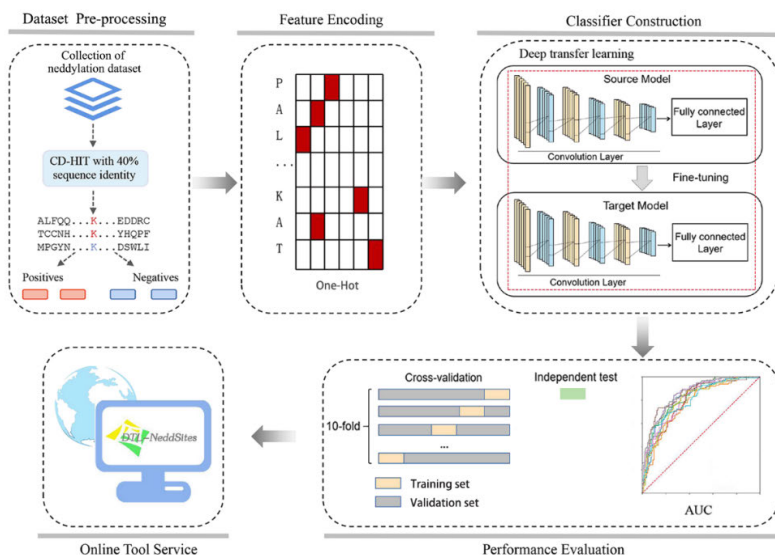 Dataset Pre-processing
Collection of
neddylation dataset
CD-HIT with 40%
sequence identity
ALFQQ...K...EDDRC
TCCNH...K...YHQPF
MPGYN...K...DSWLI
Positives
Negatives
Feature Encoding
P
A
L
...
K
A
T
One-Hot
Classifier Construction
Deep transfer learning
Source Model
Fully connected
Layer
Convolution Layer
Fine-tuning
Target Model
Fully connected
Layer
Convolution Layer
Cross-validation
Independent test
10-fold
...
Training set
Validation set
AUC
Performance Evaluation
DTL-NeddSites
Online Tool Service